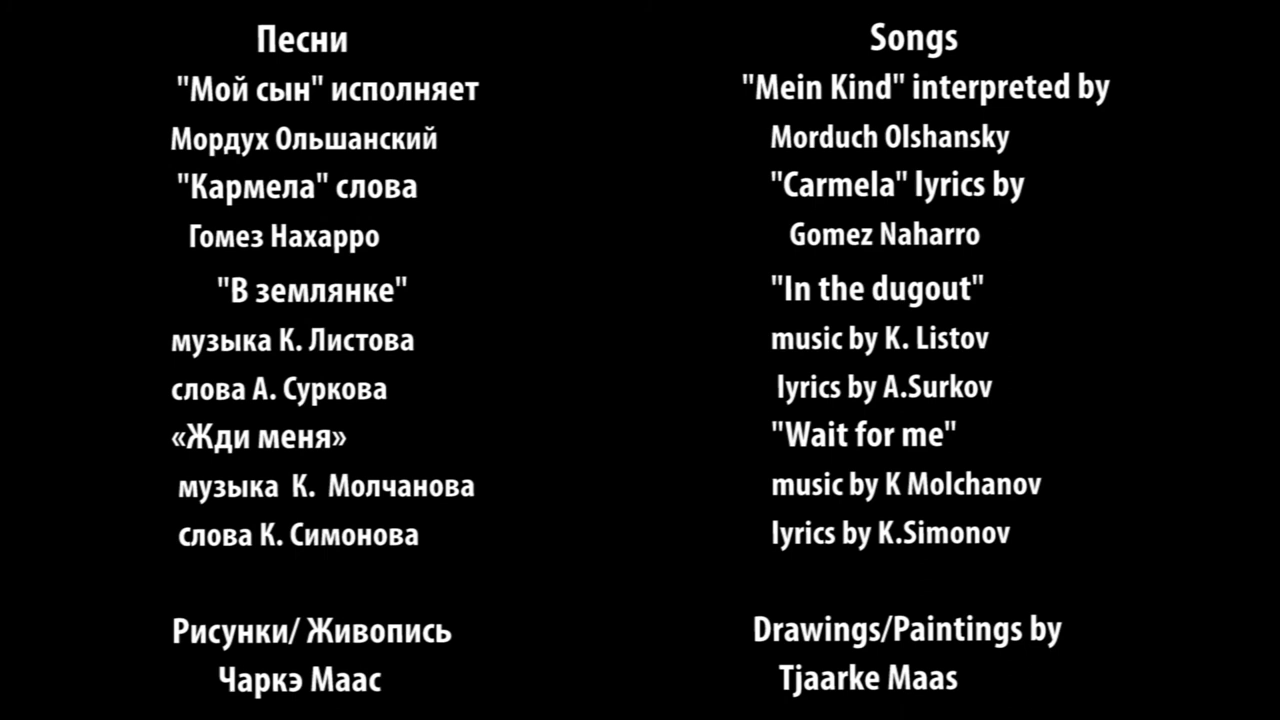 Песни
"Мой сын" исполняет
Мордух Ольшанский
"Кармела" слова
Гомез Нахарро
"В землянке"
музыка К. Листова
слова А. Суркова
«Жди меня»
музыка К. Молчанова
слова К. Симонова
Рисунки/ Живопись
Чаркэ Маас
Songs
"Mein Kind" interpreted by
Morduch Olshansky
"Carmela" lyrics by
Gomez Naharro
"In the dugout"
music by K. Listov
lyrics by A.Surkov
"Wait for me"
music by K Molchanov
lyrics by K.Simonov
Drawings/Paintings by
Tjaarke Maas